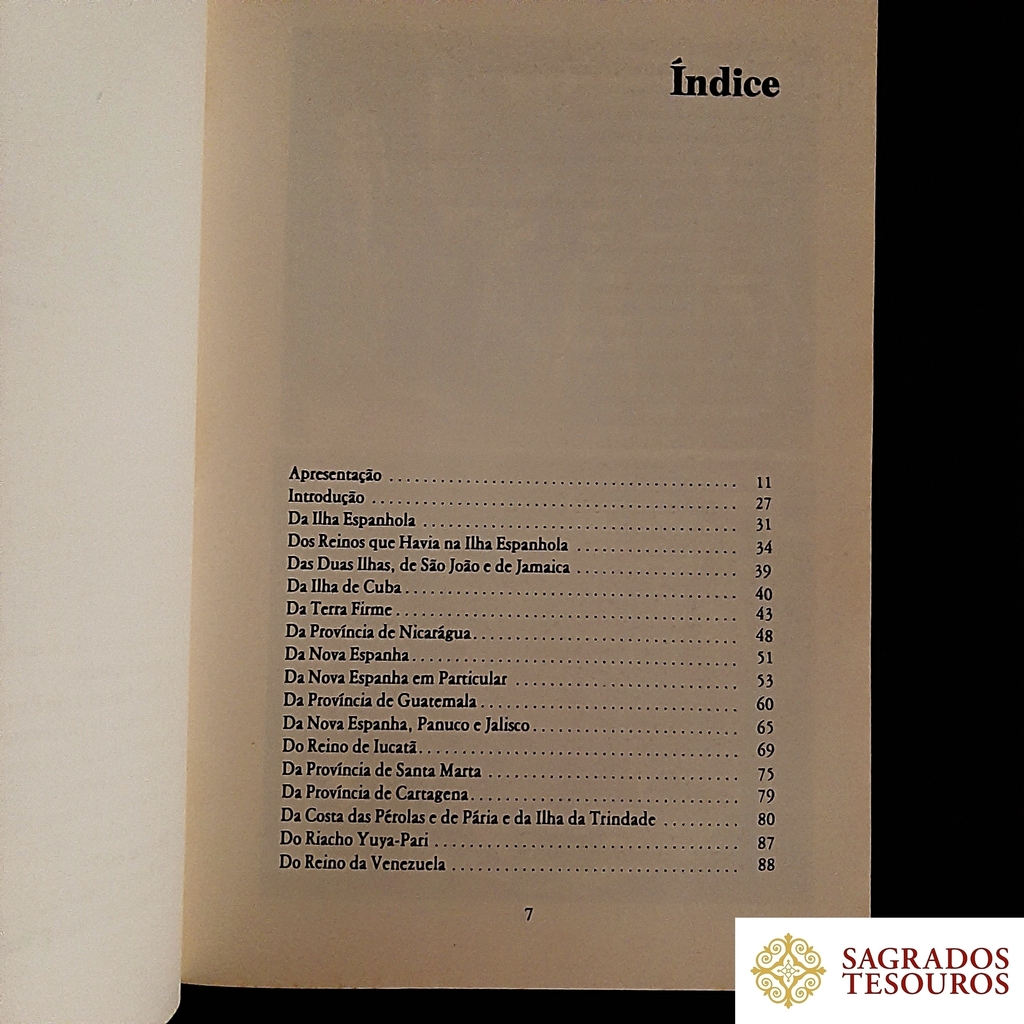 Índice
Apresentação ........................................ 11
Introdução ........................................ 27
Da Ilha Espanhola ........................................ 31
Dos Reinos que Havia na Ilha Espanhola ........................ 34
Das Duas Ilhas, de São João e de Jamaica ........................ 39
Da Ilha de Cuba ........................................ 40
Da Terra Firme ........................................ 43
Da Província de Nicarágua ........................................ 48
Da Nova Espanha ........................................ 51
Da Nova Espanha em Particular ........................................ 53
Da Província de Guatemala ........................................ 60
Da Nova Espanha, Panuco e Jalisco ........................................ 65
Do Reino de Iucatã ........................................ 69
Da Província de Santa Marta ........................................ 75
Da Província de Cartagena ........................................ 79
Da Costa das Pérolas e de Pária e da Ilha da Trindade ......... 80
Do Riacho Yuya-Pari ........................................ 87
Do Reino da Venezuela ........................................ 88
7
SAGRADOS
TESOUROS